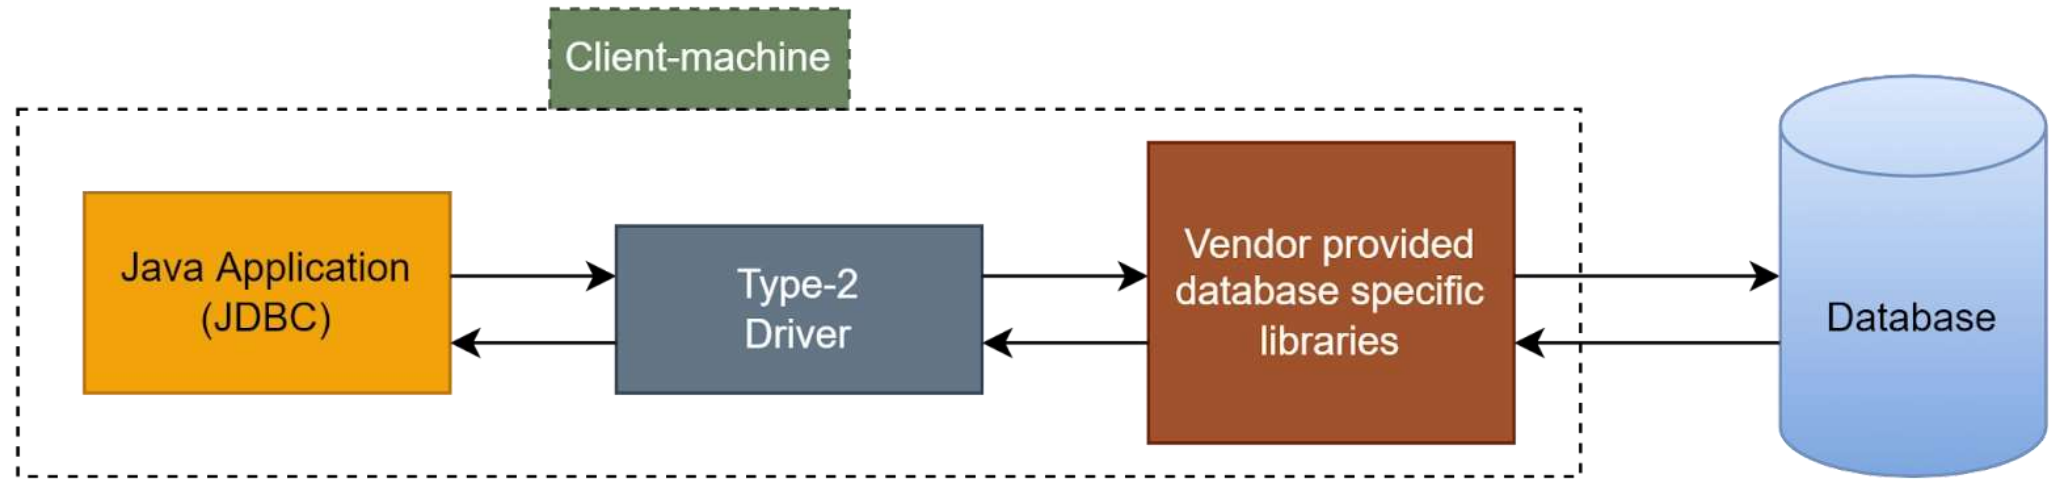 Client-machine
Java Application
(JDBC)
Type-2
Driver
Vendor provided
database specific
libraries
Database